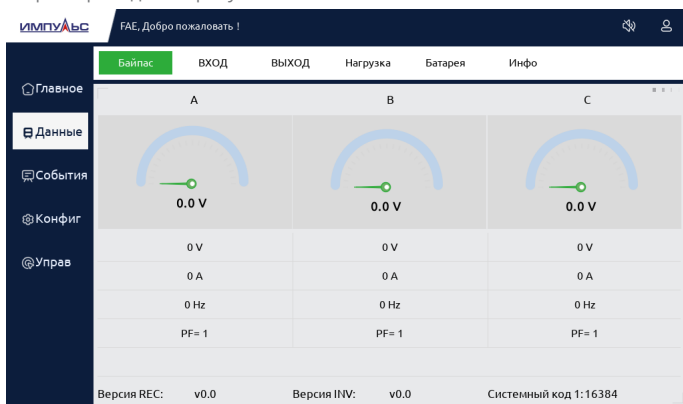 ИМПУЛЬС
FAE, Добро пожаловать !
Байпас ВХОД ВЫХОД Нагрузка Батарея Инфо
Главное
Данные
События
Конфиг
Управ
A B C
0.0 V 0.0 V 0.0 V
0 V 0 V 0 V
0 A 0 A 0 A
0 Hz 0 Hz 0 Hz
PF= 1 PF= 1 PF= 1
Версия REC: v0.0 Версия INV: v0.0 Системный код 1:16384